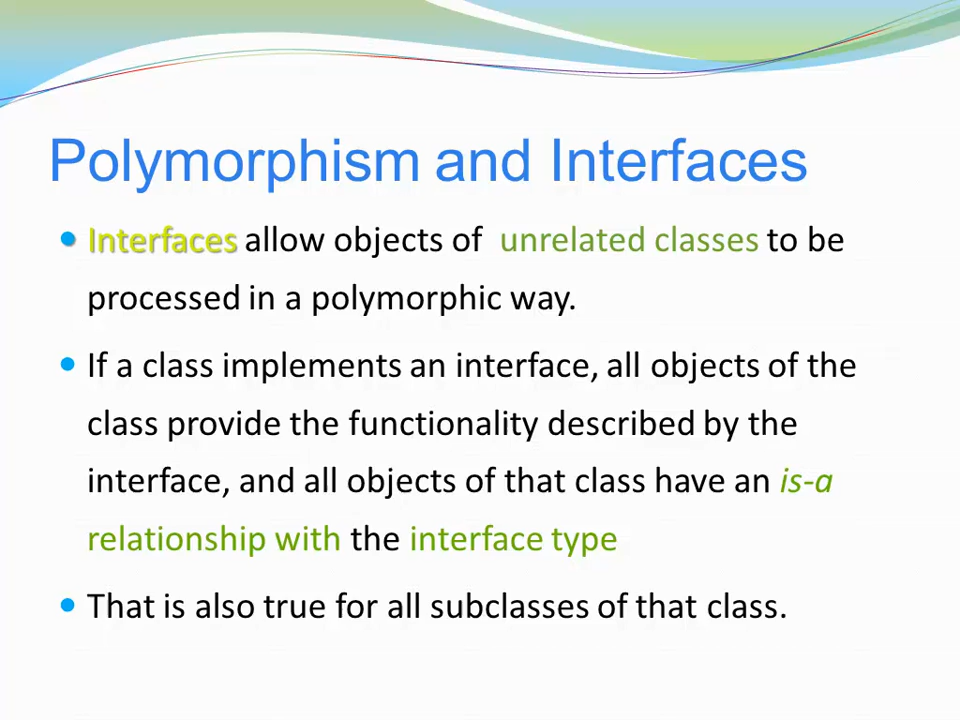 Polymorphism and Interfaces
• Interfaces allow objects of unrelated classes to be
processed in a polymorphic way.
• If a class implements an interface, all objects of the
class provide the functionality described by the
interface, and all objects of that class have an is-a
relationship with the interface type
• That is also true for all subclasses of that class.